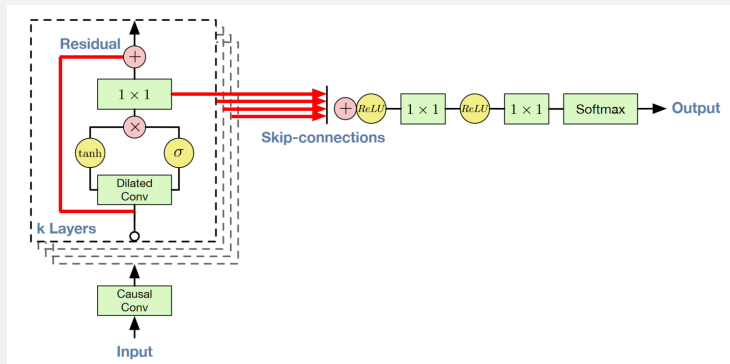 Residual
+
1 × 1
×
tanh
σ
Dilated
Conv
k Layers
Causal
Conv
Input
Skip-connections
+
ReLU
1 × 1
ReLU
1 × 1
Softmax
Output